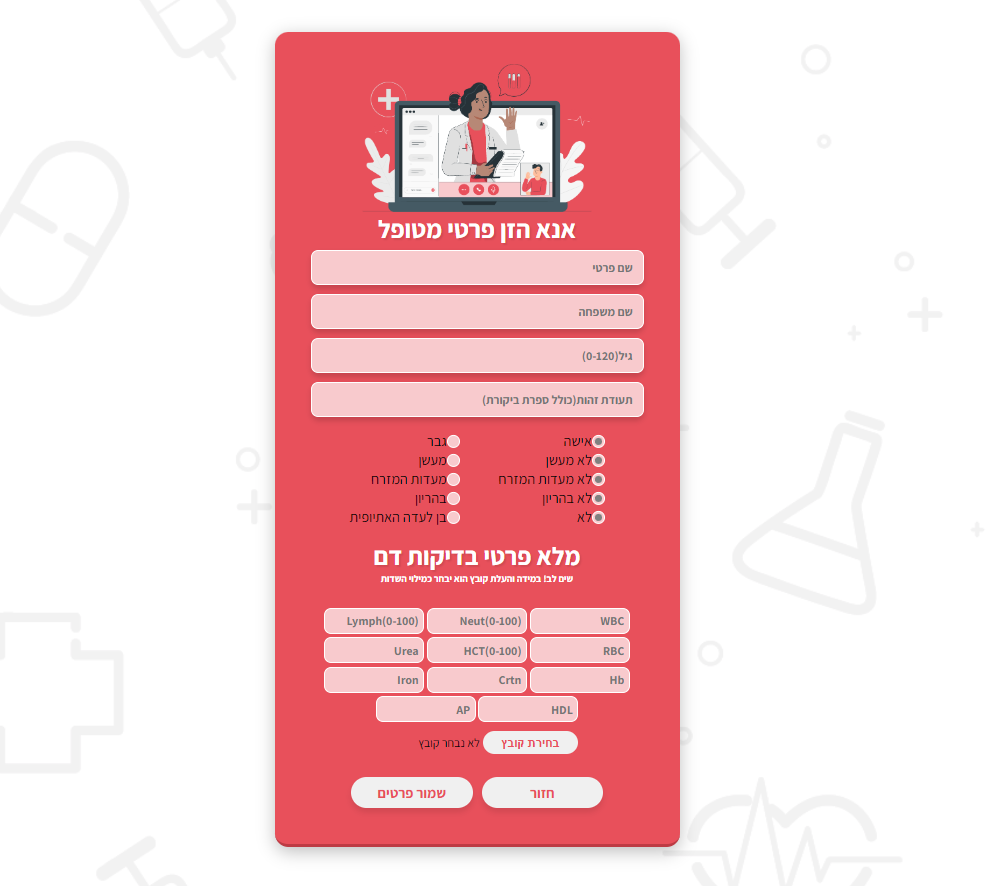 אנא הזן פרטי מטופל
שם פרטי
שם משפחה
גיל(0-120)
תעודת זהות(כולל ספרת ביקורת)
אישה גבר
לא מעשן מעשן
לא מעדות המזרח מעדות המזרח
לא בהריון בהריון
לא בן לעדה האתיופית
מלא פרטי בדיקות דם
שים לב! במידה והעלת קובץ הוא יבחר כמילוי השדות
WBC Neut(0-100) Lymph(0-100)
RBC HCT(0-100) Urea
Hb Crtn Iron
HDL AP
בחירת קובץ לא נבחר קובץ
חזור שמור פרטים